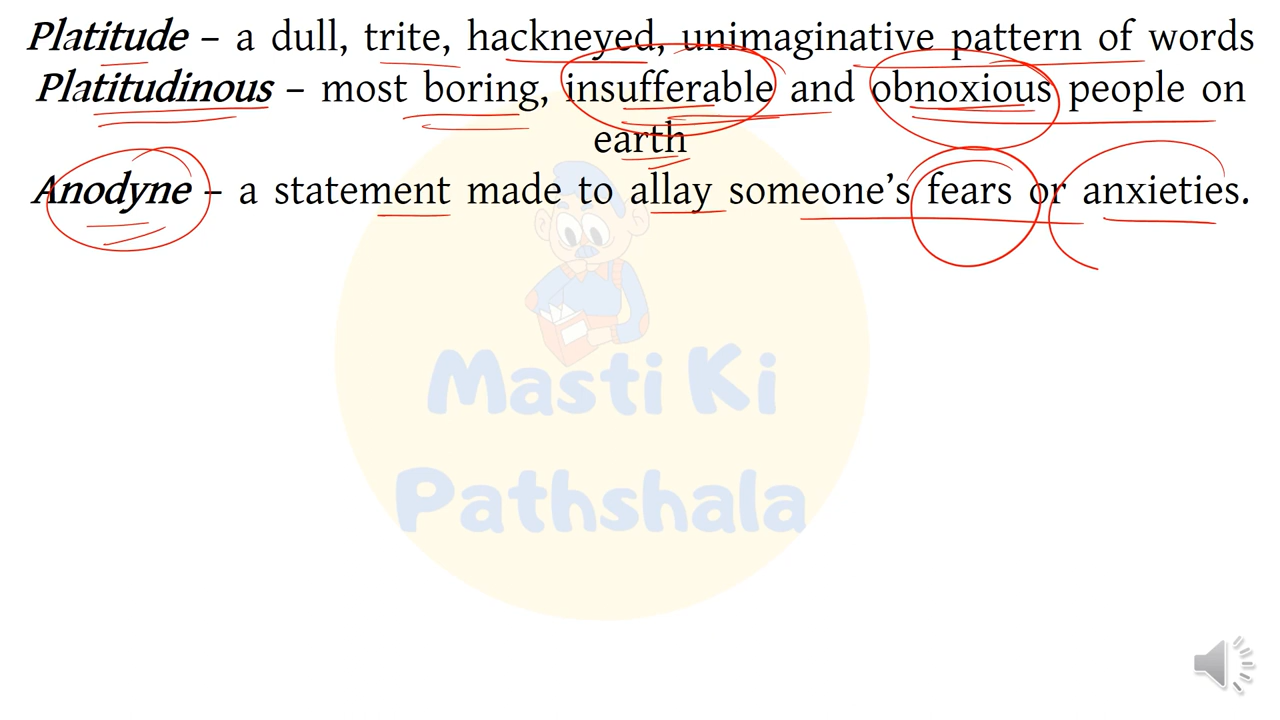 Platitude – a dull, trite, hackneyed, unimaginative pattern of words
Platitudinous – most boring, insufferable and obnoxious people on
earth
Anodyne – a statement made to allay someone’s fears or anxieties.
Masti Ki
Pathshala